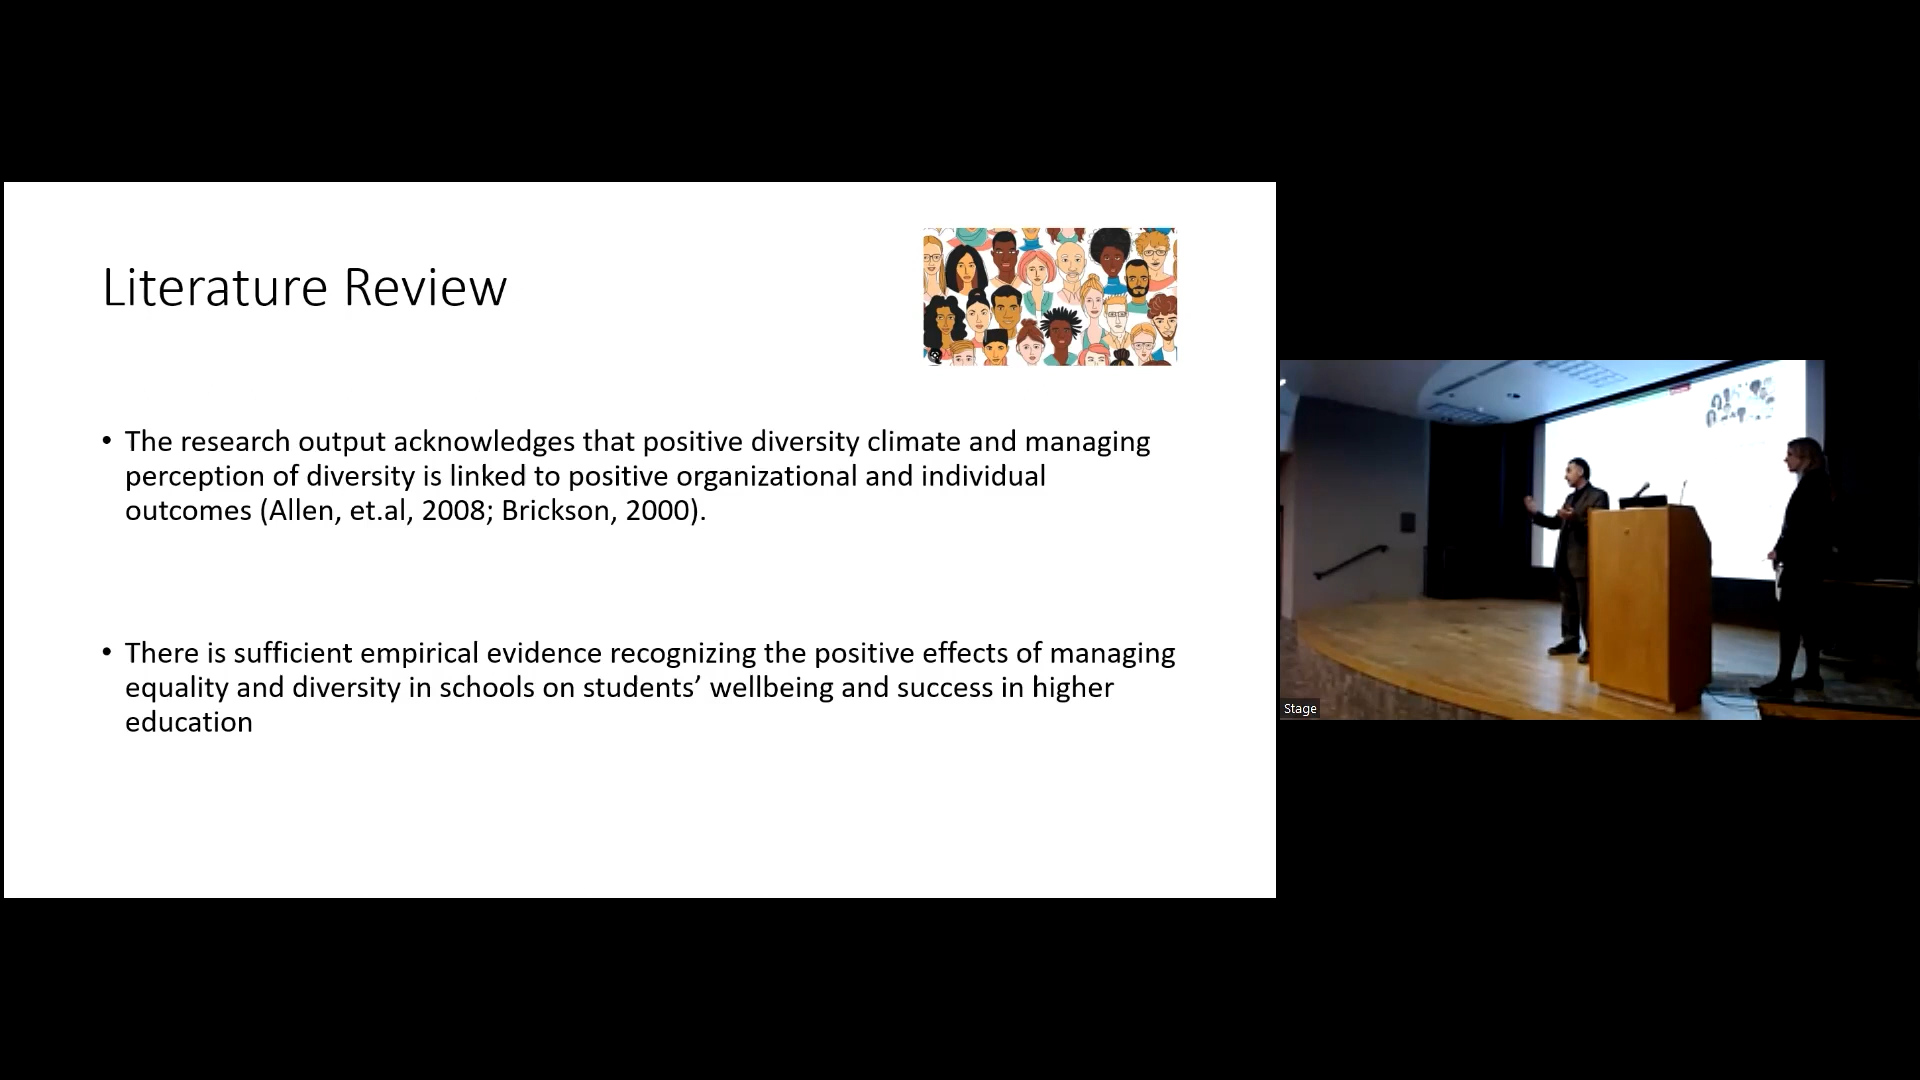 Literature Review
• The research output acknowledges that positive diversity climate and managing
perception of diversity is linked to positive organizational and individual
outcomes (Allen, et.al, 2008; Brickson, 2000).
• There is sufficient empirical evidence recognizing the positive effects of managing
equality and diversity in schools on students’ wellbeing and success in higher
education
Stage